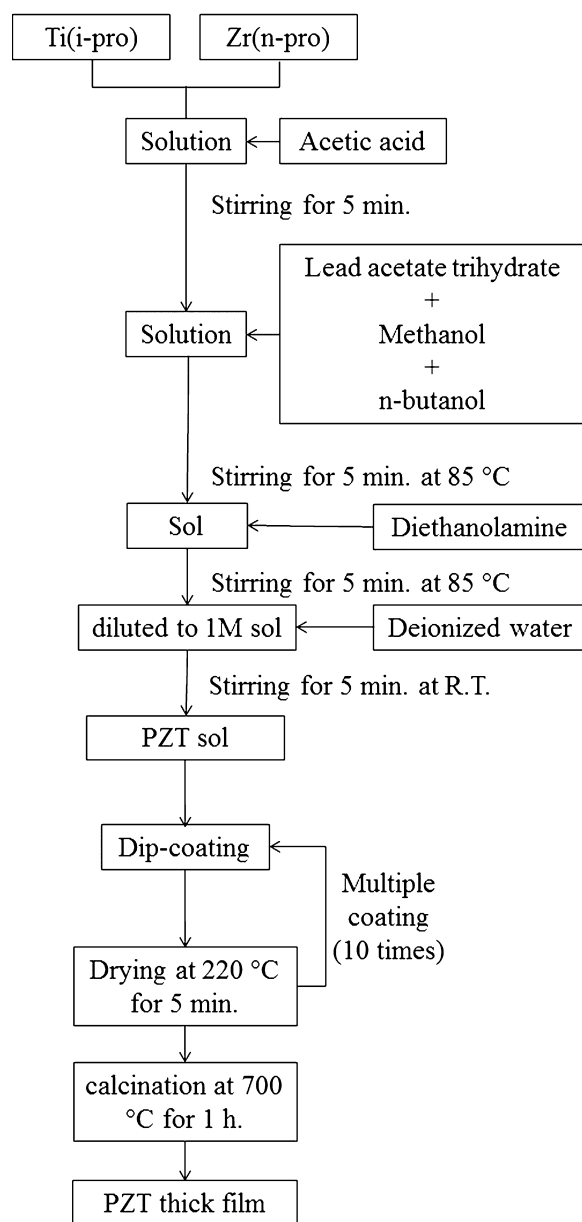 Ti(i-pro)
Zr(n-pro)
Solution
Acetic acid
Stirring for 5 min.
Lead acetate trihydrate
+
Methanol
+
n-butanol
Solution
Stirring for 5 min. at 85 °C
Sol
Diethanolamine
Stirring for 5 min. at 85 °C
diluted to 1M sol
Deionized water
Stirring for 5 min. at R.T.
PZT sol
Dip-coating
Multiple
coating
(10 times)
Drying at 220 °C
for 5 min.
calcination at 700
°C for 1 h.
PZT thick film